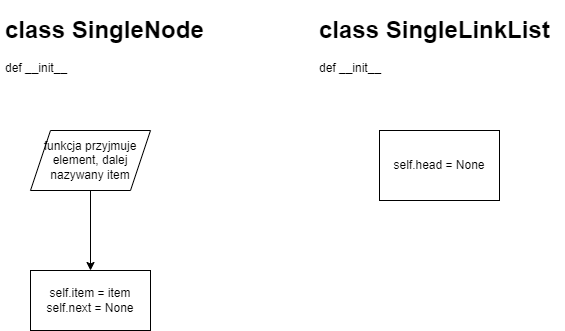 class SingleNode
def __init__
funkcja przyjmuje
element, dalej
nazywany item
self.item = item
self.next = None
class SingleLinkList
def __init__
self.head = None